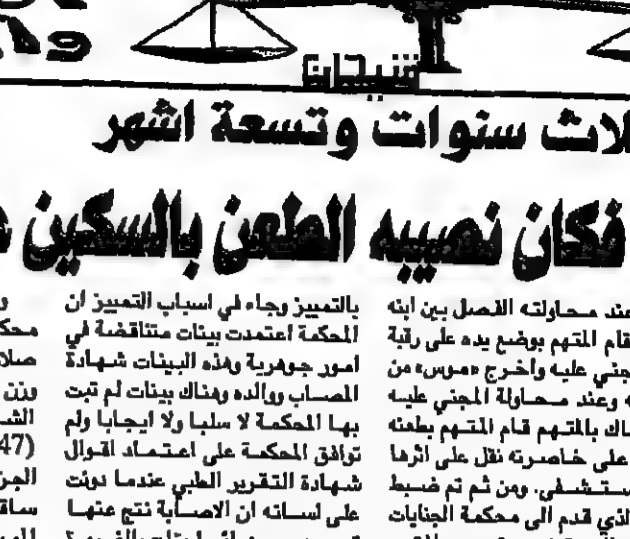 شيحان
سنوات وتسعة اشهر
فكان نصيبه الطعن بالسكين
عند محاولته الفصل بين ابنه
قام المتهم بوضع يده على رقبة
جني عليه واخرج «موس» من
وعند محاولة المجني عليه
اك بالمتهم قام المتهم بطعنه
على خاصرته نقل على اثرها
ستشفى. ومن ثم تم ضبط
لذي قدم الى محكمة الجنايات
بالتمييز وجاء في اسباب التمييز ان
المحكمة اعتمدت بينات متناقضة في
امور جوهرية وهذه البينات شهادة
المصاب ووالده وهناك بينات لم تبت
بها المحكمة لا سلبا ولا ايجابا ولم
توافق المحكمة على اعتماد اقوال
شهادة التقرير الطبي عندما دونت
على لسانه ان الاصابة نتج عنها
محك
صلا
وزن
الش
(47
الجز
ساق